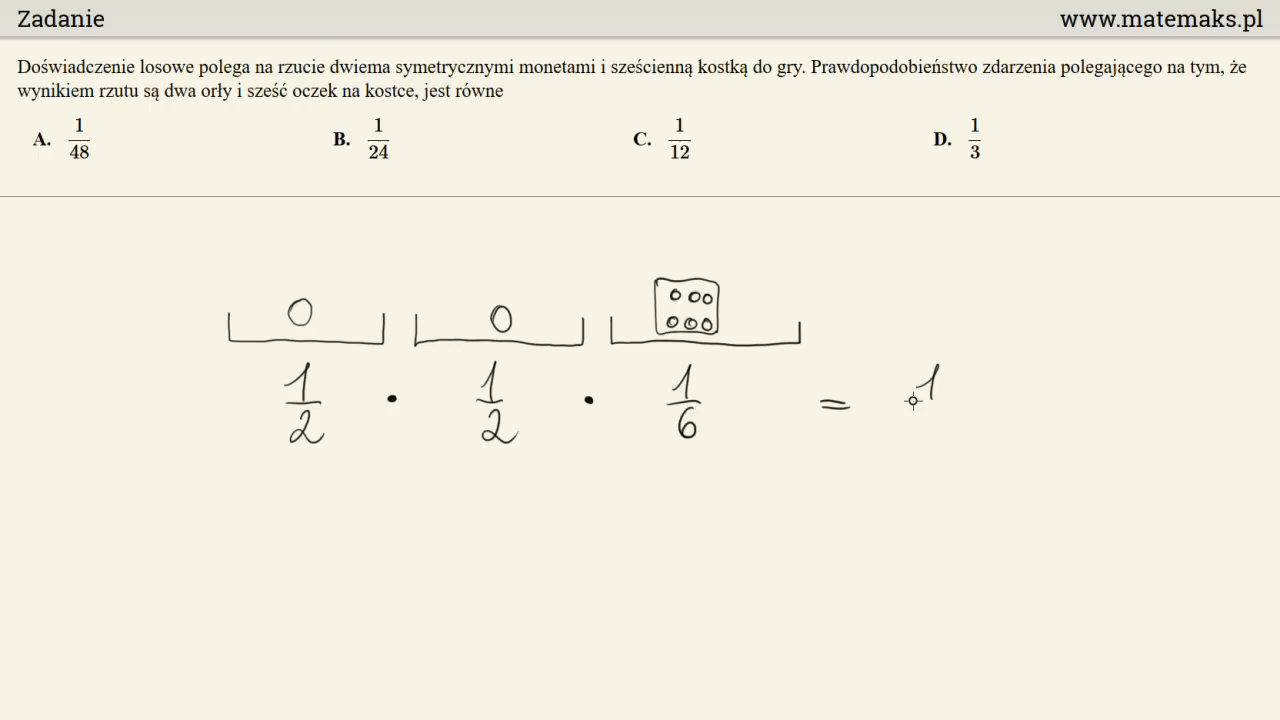 Zadanie www.matemaks.pl
Doświadczenie losowe polega na rzucie dwiema symetrycznymi monetami i sześcienną kostką do gry. Prawdopodobieństwo zdarzenia polegającego na tym, że
wynikiem rzutu są dwa orły i sześć oczek na kostce, jest równe
A. 1/48 B. 1/24 C. 1/12 D. 1/3
O O
1/2 · 1/2 · 1/6 = 1